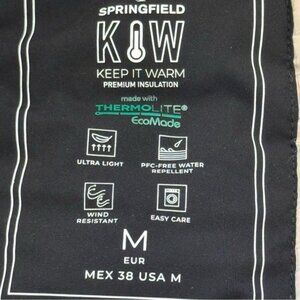 SPRINGFIELD
KIW
KEEP IT WARM
PREMIUM INSULATION
made with
THERMOLITE®
EcoMade
ULTRA LIGHT
PFC-FREE WATER
REPELLENT
WIND
RESISTANT
EASY CARE
M
EUR
MEX 38 USA M